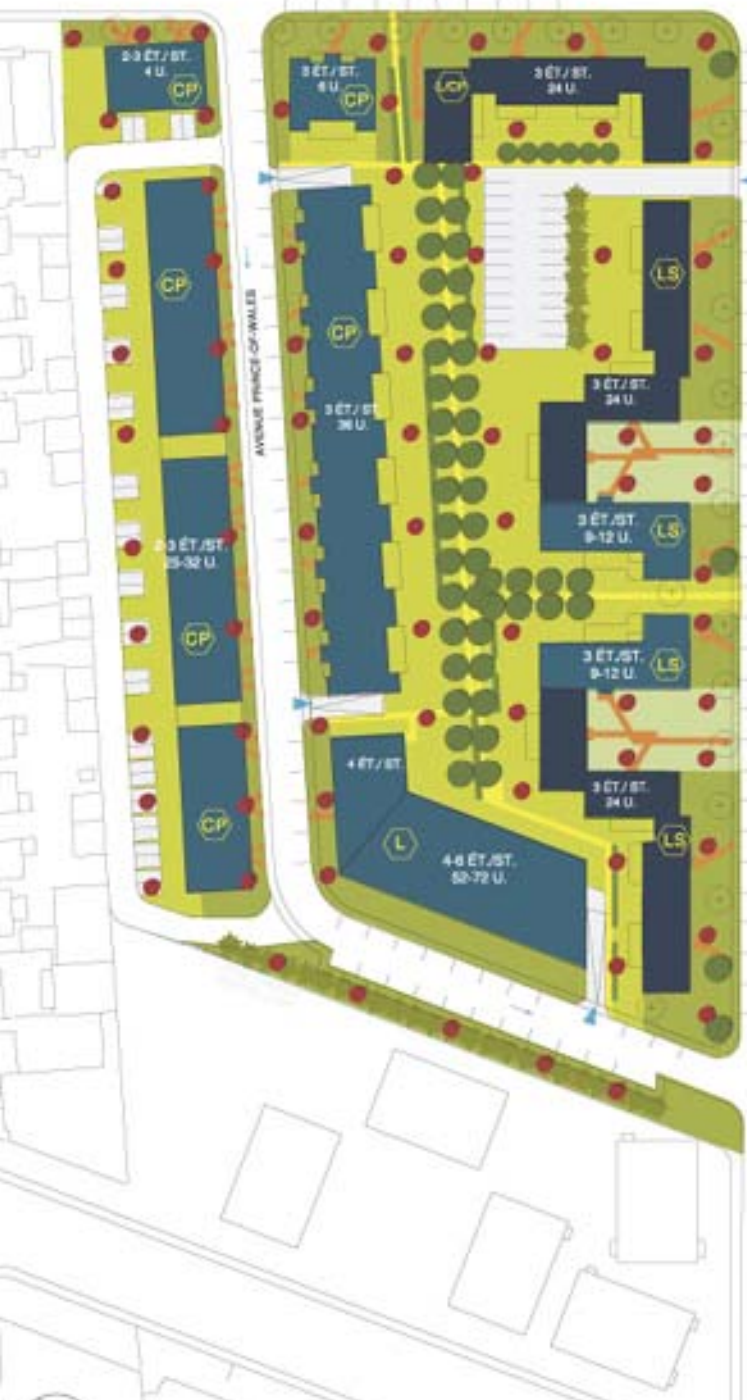 2-3 ÉT./ST.
4 U.
CP
3 ÉT./ST.
6 U.
CP
L/CP
3 ÉT./ST.
24 U.
CP
AVENUE PRINCE-OF-WALES
CP
3 ÉT./ST
36 U.
LS
3 ÉT./ST.
24 U.
2-3 ÉT./ST.
25-32 U.
CP
3 ÉT./ST.
9-12 U.
LS
3 ÉT./ST.
9-12 U.
LS
CP
4 ÉT./ST.
L
4-6 ÉT./ST.
52-72 U.
3 ÉT./ST.
24 U.
LS